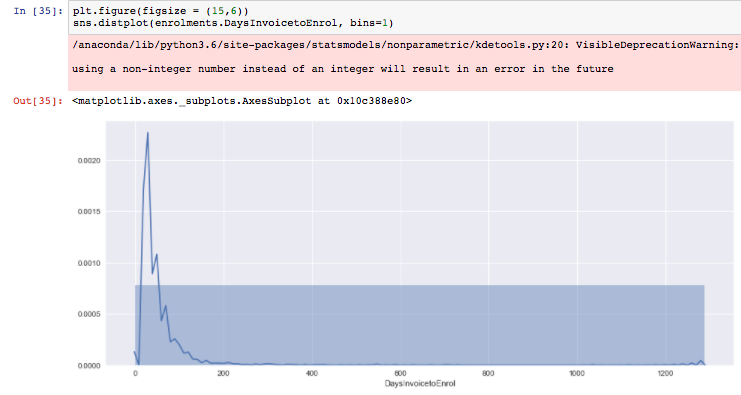 In [35]: plt.figure(figsize = (15,6))
sns.distplot(enrolments.DaysInvoicetoEnrol, bins=1)
/anaconda/lib/python3.6/site-packages/statsmodels/nonparametric/kdetools.py:20: VisibleDeprecationWarning:
using a non-integer number instead of an integer will result in an error in the future
Out[35]: <matplotlib.axes._subplots.AxesSubplot at 0x10c388e80>
0.0020
0.0015
0.0010
0.0005
0.0000
0 200 400 600 800 1000 1200
DaysInvoicetoEnrol